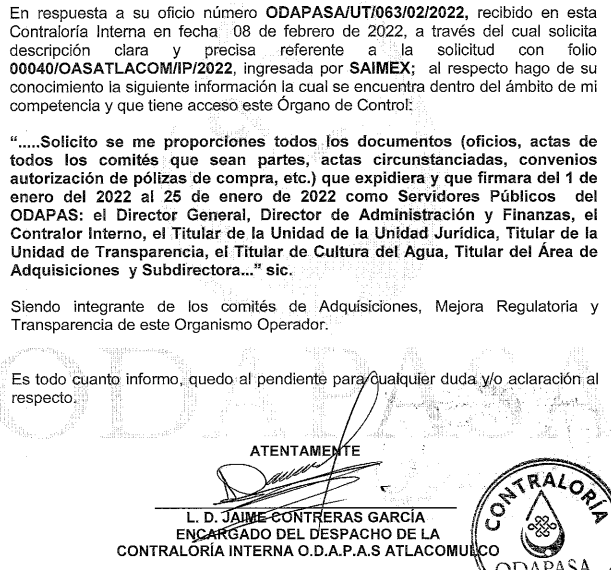 En respuesta a su oficio número ODAPASA/UT/063/02/2022, recibido en esta
Contraloría Interna en fecha 08 de febrero de 2022, a través del cual solicita
descripción clara y precisa referente a la solicitud con folio
00040/OASATLACOM/IP/2022, ingresada por SAIMEX; al respecto hago de su
conocimiento la siguiente información la cual se encuentra dentro del ámbito de mi
competencia y que tiene acceso este Órgano de Control:
“.....Solicito se me proporciones todos los documentos (oficios, actas de
todos los comités que sean partes, actas circunstanciadas, convenios
autorización de pólizas de compra, etc.) que expidiera y que firmara del 1 de
enero del 2022 al 25 de enero de 2022 como Servidores Públicos del
ODAPAS: el Director General, Director de Administración y Finanzas, el
Contralor Interno, el Titular de la Unidad de la Unidad Jurídica, Titular de la
Unidad de Transparencia, el Titular de Cultura del Agua, Titular del Área de
Adquisiciones y Subdirectora...” sic.
Siendo integrante de los comités de Adquisiciones, Mejora Regulatoria y
Transparencia de este Organismo Operador.
ODAPASA
Es todo cuanto informo, quedo al pendiente para cualquier duda y/o aclaración al
respecto.
ATENTAMENTE
L. D. JAIME CONTRERAS GARCÍA
ENCARGADO DEL DESPACHO DE LA
CONTRALORÍA INTERNA O.D.A.P.A.S ATLACOMULCO
CONTRALORÍA
ODAPASA